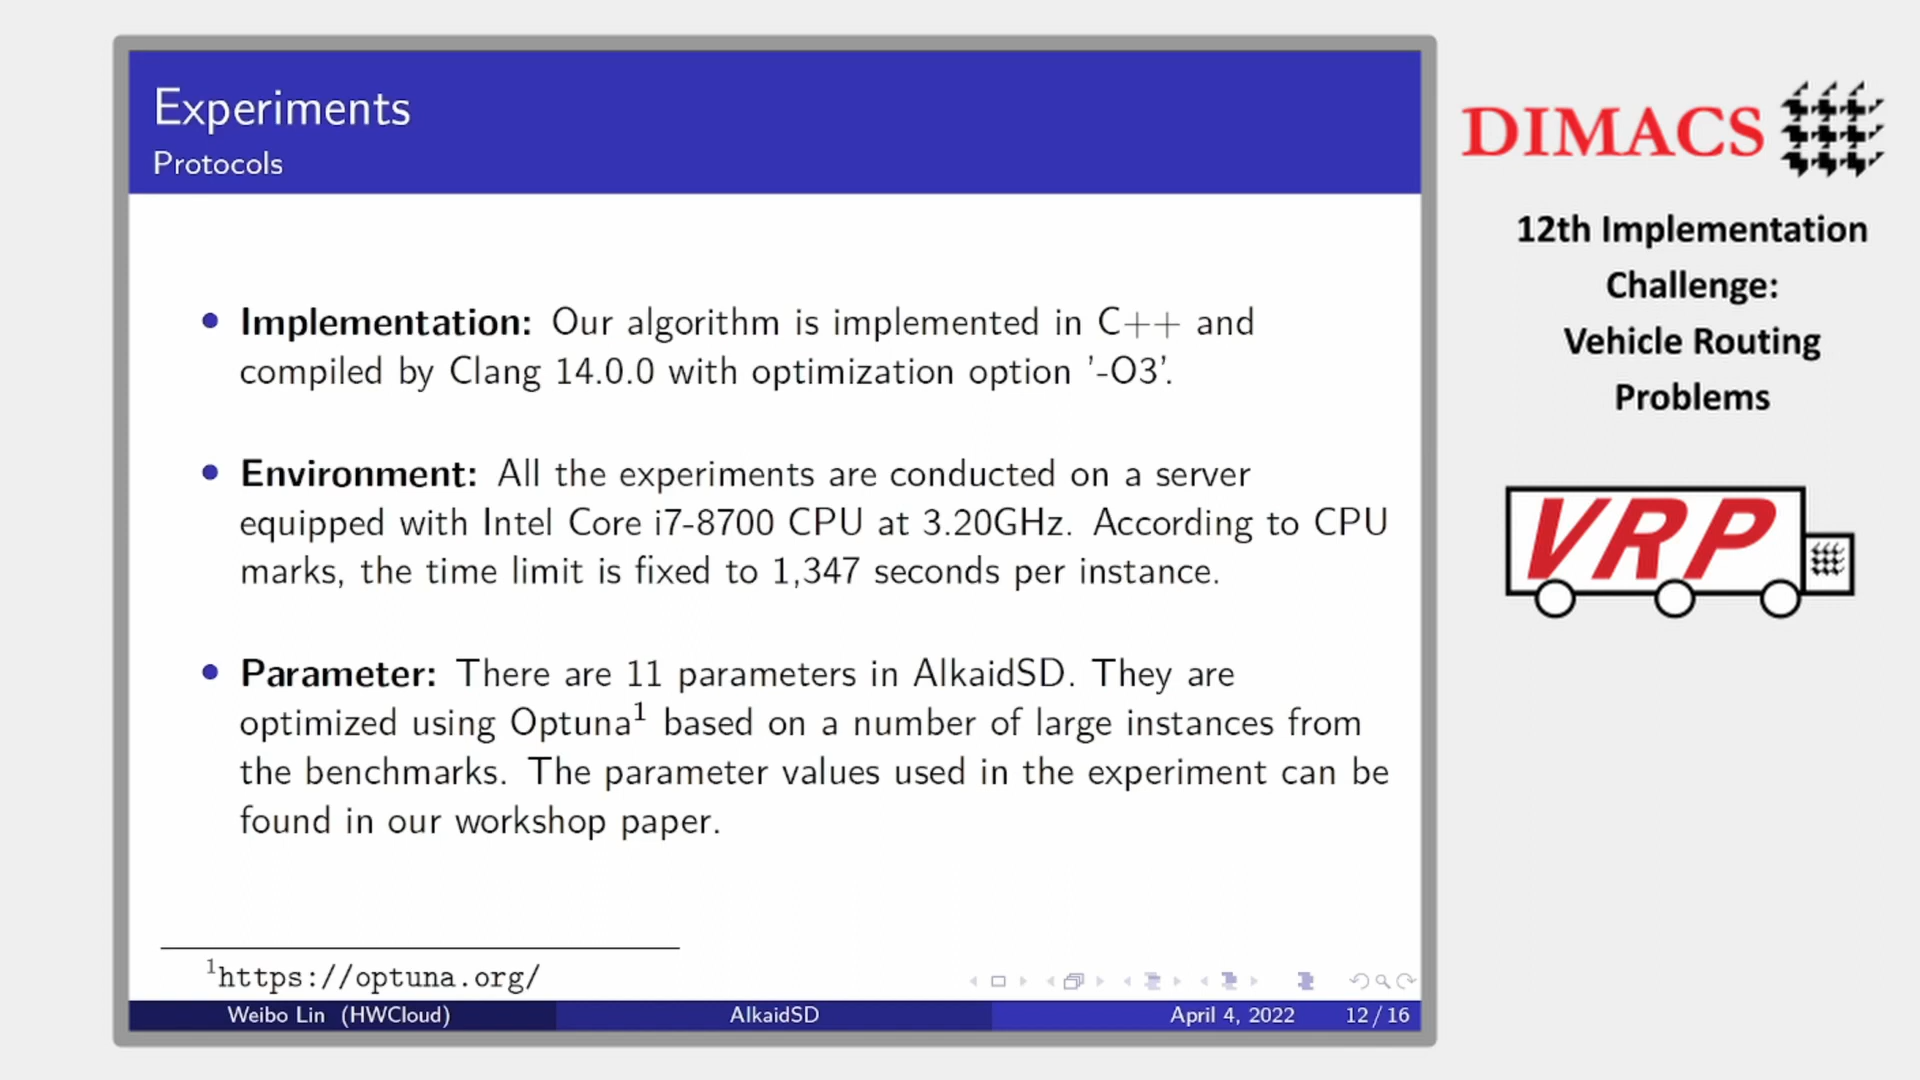 Experiments
Protocols
• Implementation: Our algorithm is implemented in C++ and
compiled by Clang 14.0.0 with optimization option '-O3'.
• Environment: All the experiments are conducted on a server
equipped with Intel Core i7-8700 CPU at 3.20GHz. According to CPU
marks, the time limit is fixed to 1,347 seconds per instance.
• Parameter: There are 11 parameters in AlkaidSD. They are
optimized using Optuna¹ based on a number of large instances from
the benchmarks. The parameter values used in the experiment can be
found in our workshop paper.
¹https://optuna.org/
Weibo Lin (HWCloud) AlkaidSD April 4, 2022 12 / 16
DIMACS
12th Implementation
Challenge:
Vehicle Routing
Problems
VRP